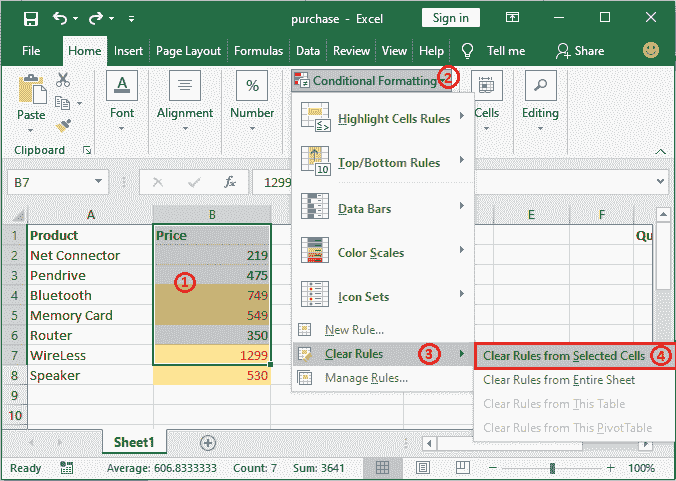 purchase - Excel
Sign in
File Home Insert Page Layout Formulas Data Review View Help Tell me Share
Paste
Clipboard
Font
Alignment
%
Number
Conditional Formatting 2
Cells
Editing
Highlight Cells Rules
Top/Bottom Rules
10
Data Bars
Color Scales
Icon Sets
New Rule...
Clear Rules 3
Manage Rules...
Clear Rules from Selected Cells 4
Clear Rules from Entire Sheet
Clear Rules from This Table
Clear Rules from This PivotTable
B7 fx 1299
A B E F
1 Product Price Qu
2 Net Connector 219
3 Pendrive 475
1
4 Bluetooth 749
5 Memory Card 549
6 Router 350
7 WireLess 1299
8 Speaker 530
9
10
Sheet1
Ready Average: 606.8333333 Count: 7 Sum: 3641 100%